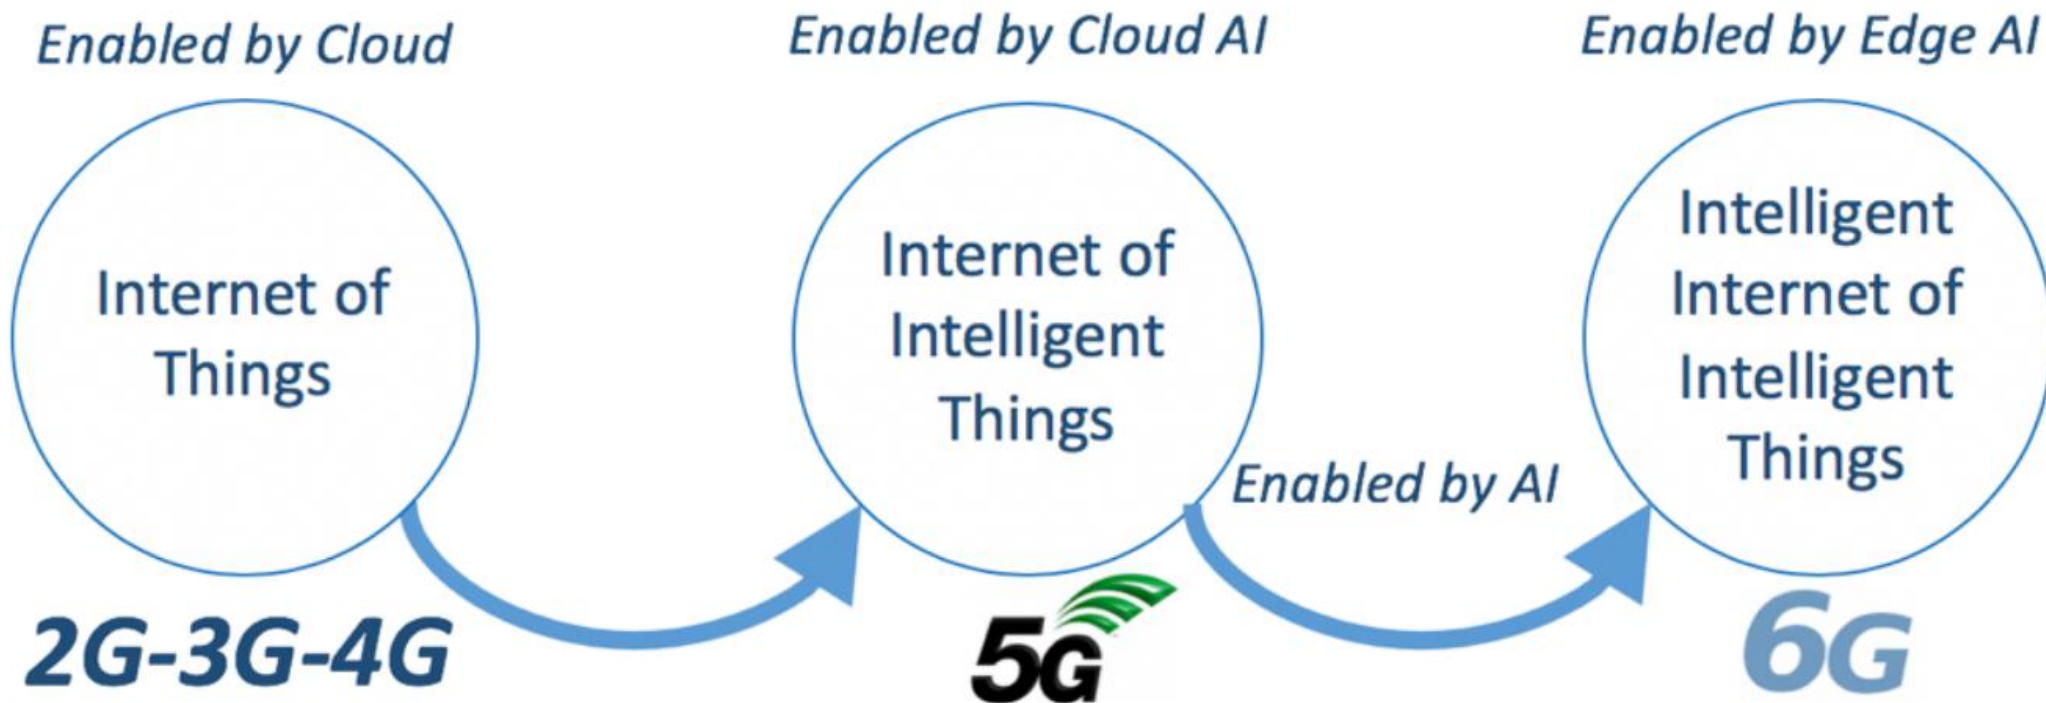 Enabled by Cloud
Internet of
Things
2G-3G-4G
Enabled by Cloud AI
Internet of
Intelligent
Things
5G
Enabled by AI
Enabled by Edge AI
Intelligent
Internet of
Intelligent
Things
6G